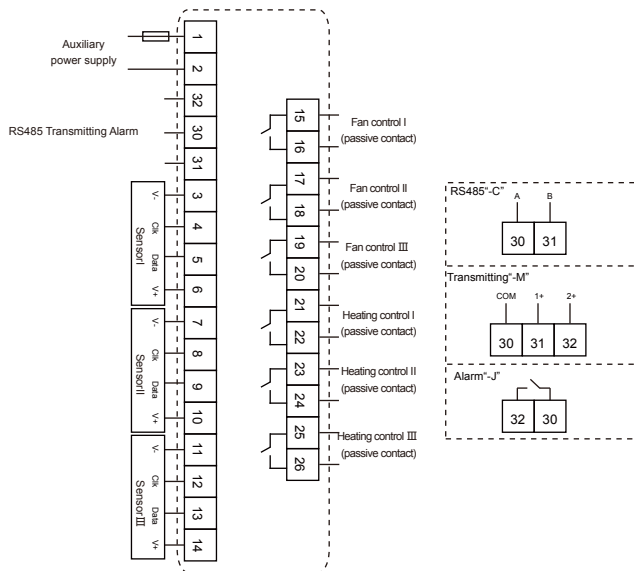 Auxiliary
power supply
RS485 Transmitting Alarm
1
2
32
30
31
3
4
5
6
7
8
9
10
11
12
13
14
V-
Clk
Data
V+
SensorⅠ
V-
Clk
Data
V+
SensorⅡ
V-
Clk
Data
V+
SensorⅢ
15
16
17
18
19
20
21
22
23
24
25
26
Fan control Ⅰ
(passive contact)
Fan control Ⅱ
(passive contact)
Fan control Ⅲ
(passive contact)
Heating control Ⅰ
(passive contact)
Heating control Ⅱ
(passive contact)
Heating control Ⅲ
(passive contact)
RS485"-C"
A B
30 31
Transmitting"-M"
COM 1+ 2+
30 31 32
Alarm"-J"
32 30